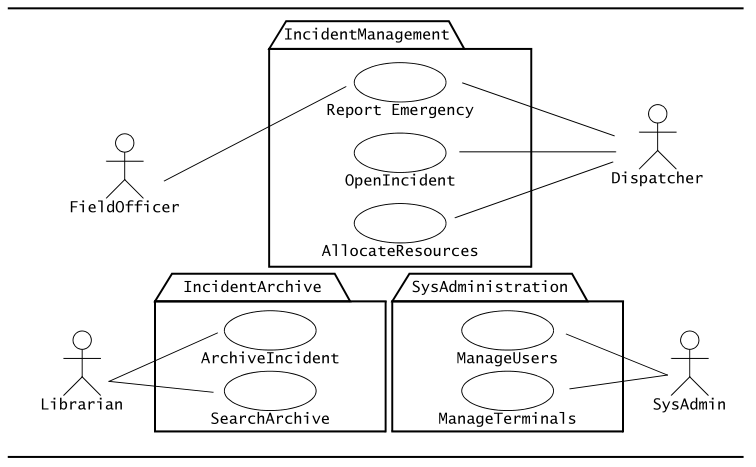 IncidentManagement
Report Emergency
FieldOfficer
OpenIncident
Dispatcher
AllocateResources
IncidentArchive
SysAdministration
ArchiveIncident
ManageUsers
Librarian
SearchArchive
ManageTerminals
SysAdmin